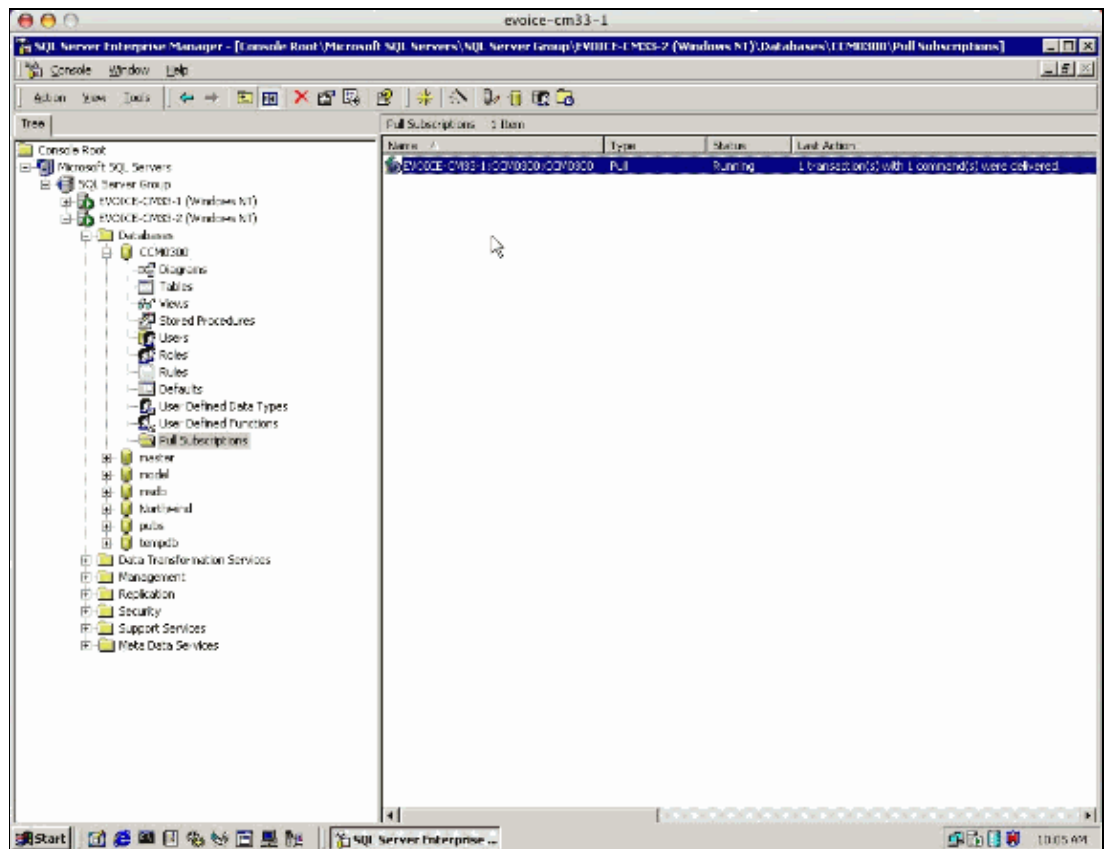 evoice-cm33-1
SQL Server Enterprise Manager - [Console Root\Microsoft SQL Servers\SQL Server Group\EVOICE-CM33-2 (Windows NT)\Databases\CCM0300\Pull Subscriptions]
Console Window Help
Action View Tools
Tree
Pull Subscriptions 1 Item
Name Type Status Last Action
EVOICE-CM33-1:CCM0300:CCM0300 Pull Running 1 transaction(s) with 1 command(s) were delivered.
Console Root
Microsoft SQL Servers
SQL Server Group
EVOICE-CM33-1 (Windows NT)
EVOICE-CM33-2 (Windows NT)
Databases
CCM0300
Diagrams
Tables
Views
Stored Procedures
Users
Roles
Rules
Defaults
User Defined Data Types
User Defined Functions
Pull Subscriptions
master
model
msdb
Northwind
pubs
tempdb
Data Transformation Services
Management
Replication
Security
Support Services
Meta Data Services
Start
SQL Server Enterprise ...
10:05 AM